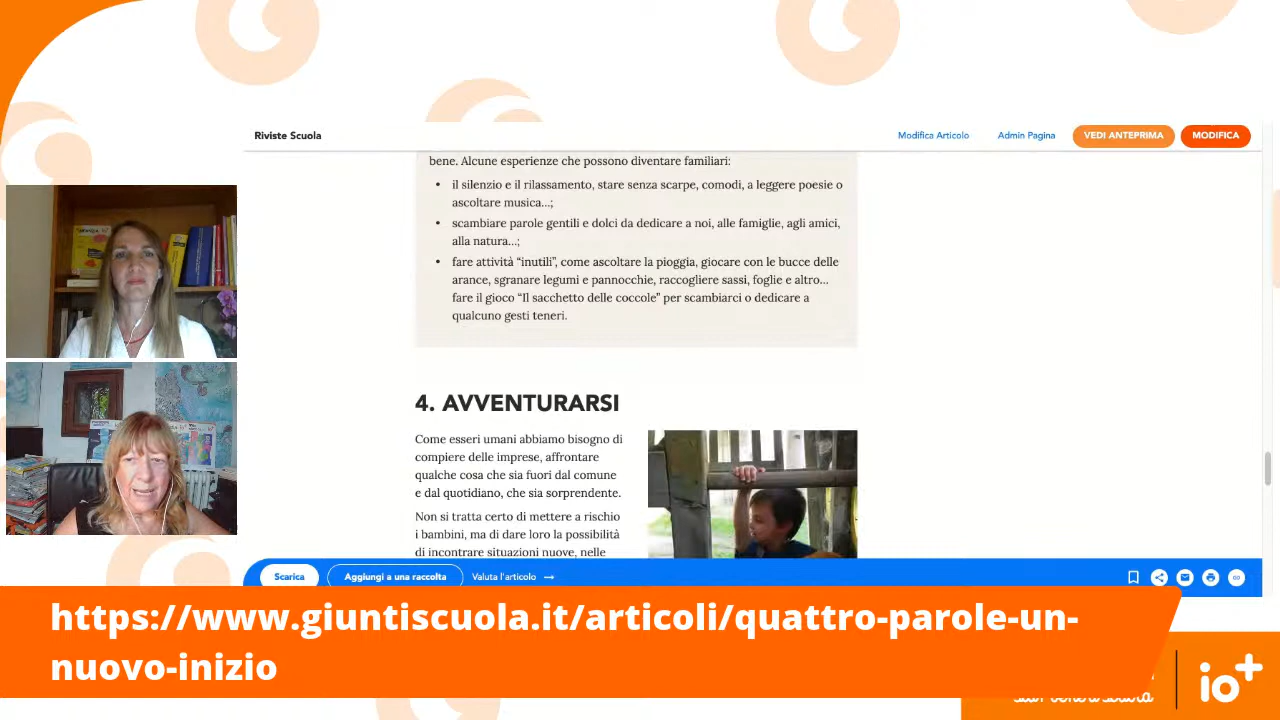 Riviste Scuola
Modifica Articolo
Admin Pagina
VEDI ANTEPRIMA
MODIFICA
bene. Alcune esperienze che possono diventare familiari:
• il silenzio e il rilassamento, stare senza scarpe, comodi, a leggere poesie o
ascoltare musica...;
• scambiare parole gentili e dolci da dedicare a noi, alle famiglie, agli amici,
alla natura...;
• fare attività “inutili”, come ascoltare la pioggia, giocare con le bucce delle
arance, sgranare legumi e pannocchie, raccogliere sassi, foglie e altro...
fare il gioco “Il sacchetto delle coccole” per scambiarci o dedicare a
qualcuno gesti teneri.
4. AVVENTURARSI
Come esseri umani abbiamo bisogno di
compiere delle imprese, affrontare
qualche cosa che sia fuori dal comune
e dal quotidiano, che sia sorprendente.
Non si tratta certo di mettere a rischio
i bambini, ma di dare loro la possibilità
di incontrare situazioni nuove, nelle
Scarica
Aggiungi a una raccolta
Valuta l'articolo →
https://www.giuntiscuola.it/articoli/quattro-parole-un-
nuovo-inizio
io+